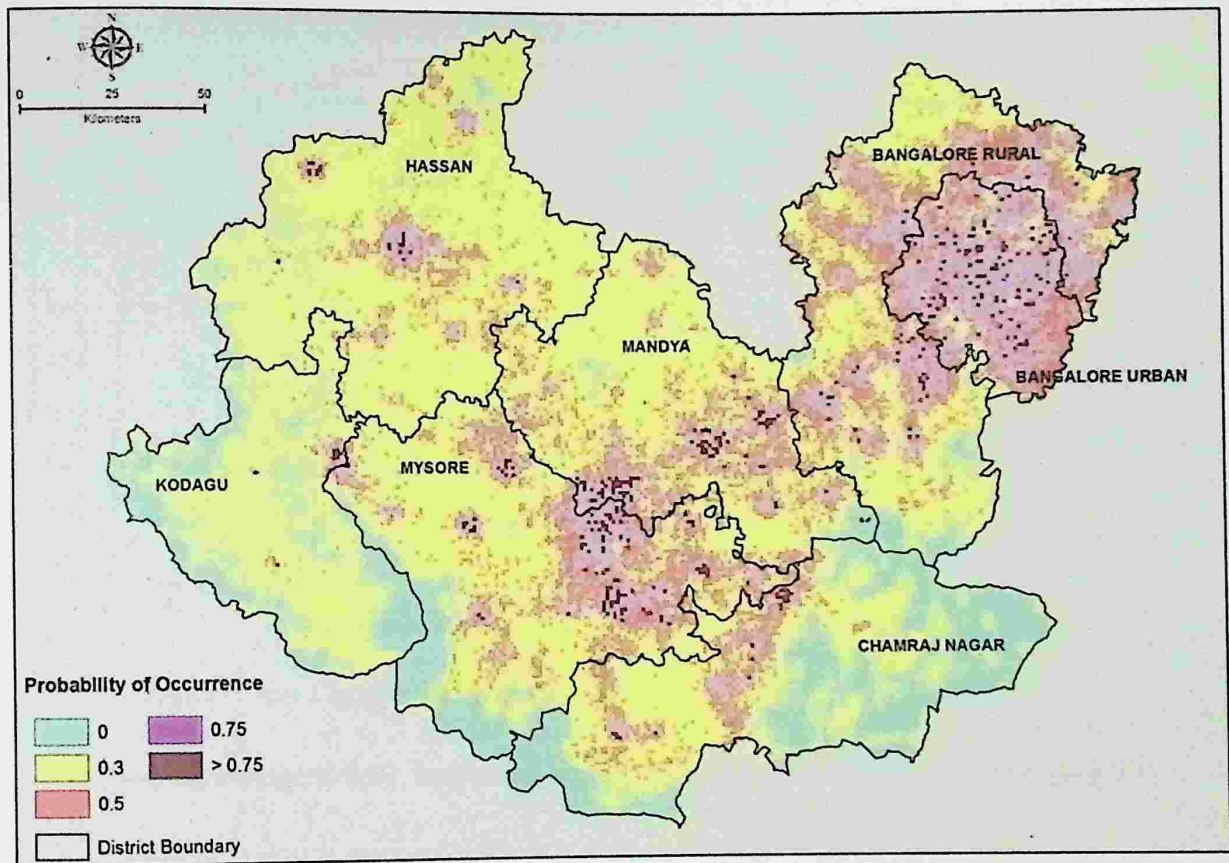 N
W E
S
0 25 50
Kilometers
HASSAN
BANGALORE RURAL
MANDYA
BANGALORE URBAN
KODAGU
MYSORE
CHAMRAJ NAGAR
Probability of Occurrence
0 0.75
0.3 > 0.75
0.5
District Boundary